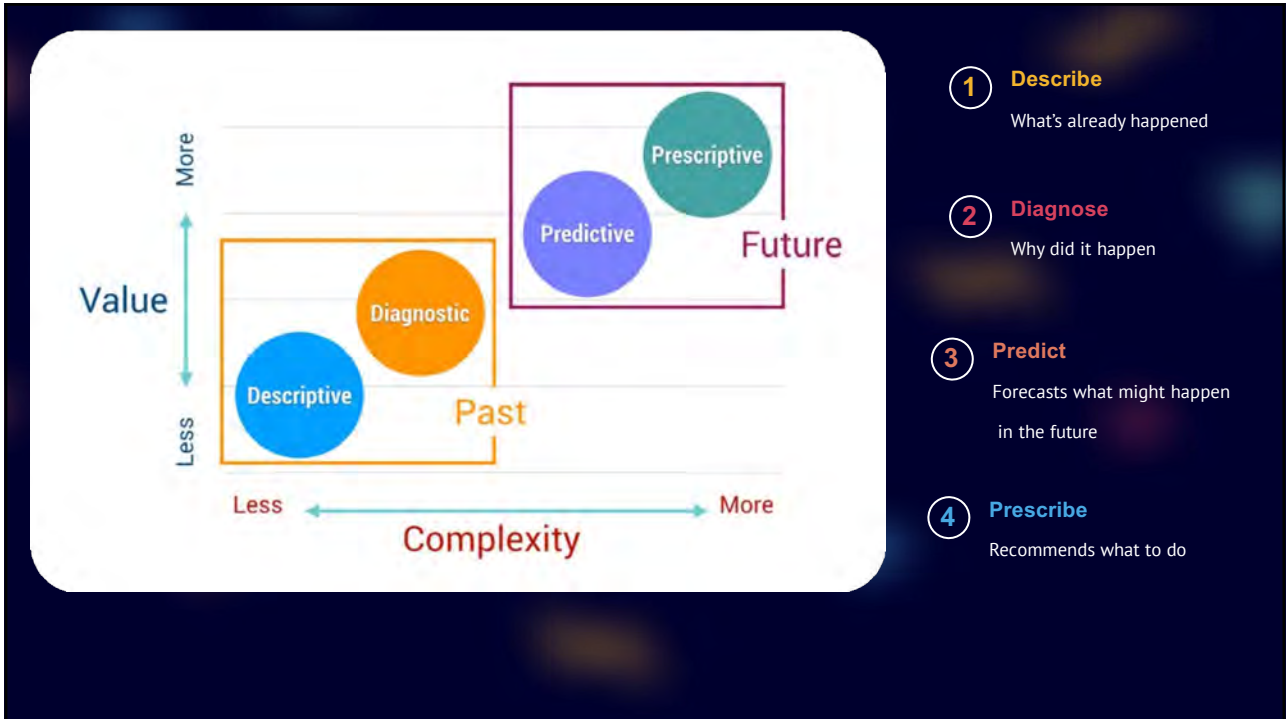 More
Value
Less
Prescriptive
Predictive
Future
Diagnostic
Descriptive
Past
Less
More
Complexity
1
Describe
What's already happened
2
Diagnose
Why did it happen
3
Predict
Forecasts what might happen
in the future
4
Prescribe
Recommends what to do